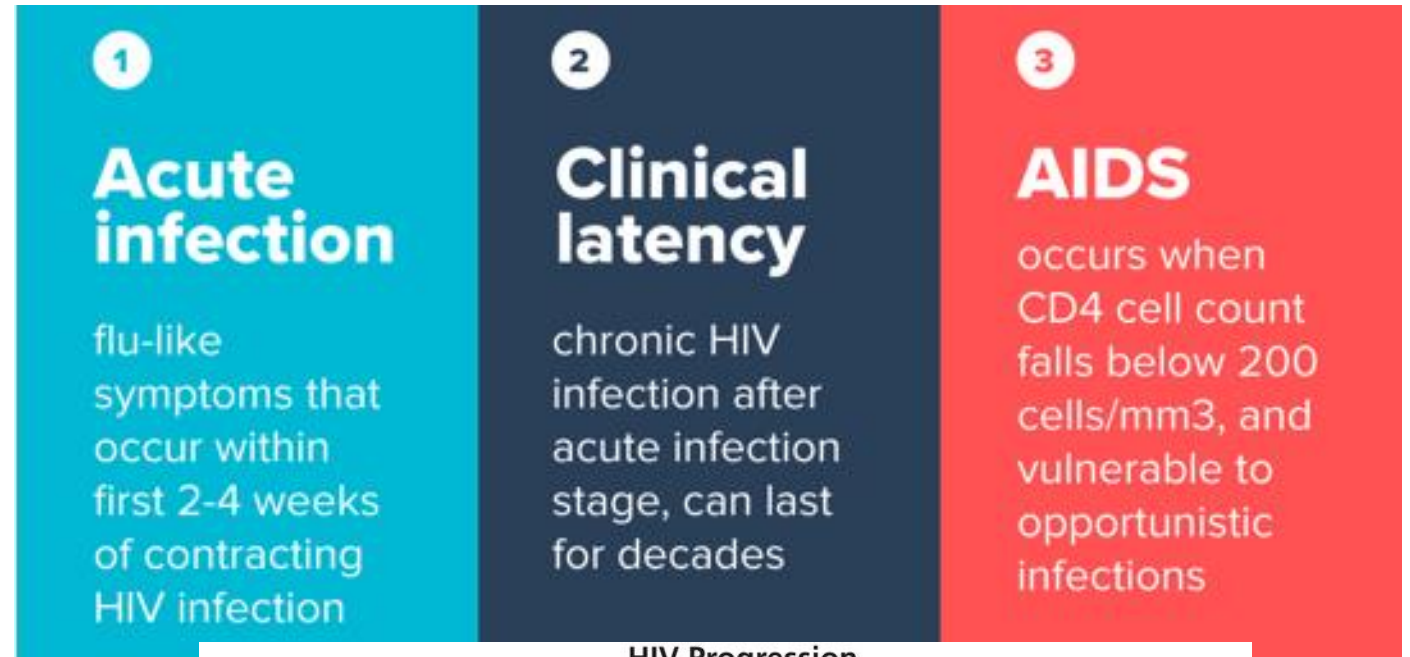 1
Acute
infection
flu-like
symptoms that
occur within
first 2-4 weeks
of contracting
HIV infection
2
Clinical
latency
chronic HIV
infection after
acute infection
stage, can last
for decades
3
AIDS
occurs when
CD4 cell count
falls below 200
cells/mm3, and
vulnerable to
opportunistic
infections
HIV Progression